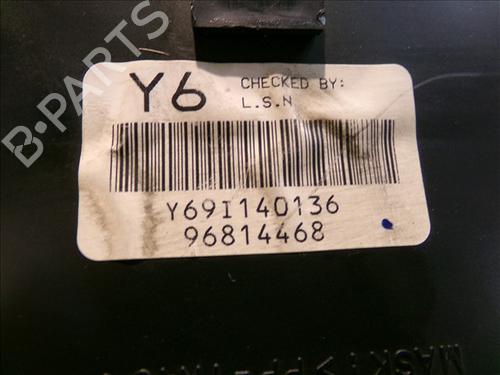 B-PARTS
Y6
CHECKED BY:
L.S.N
Y69I140136
96814468